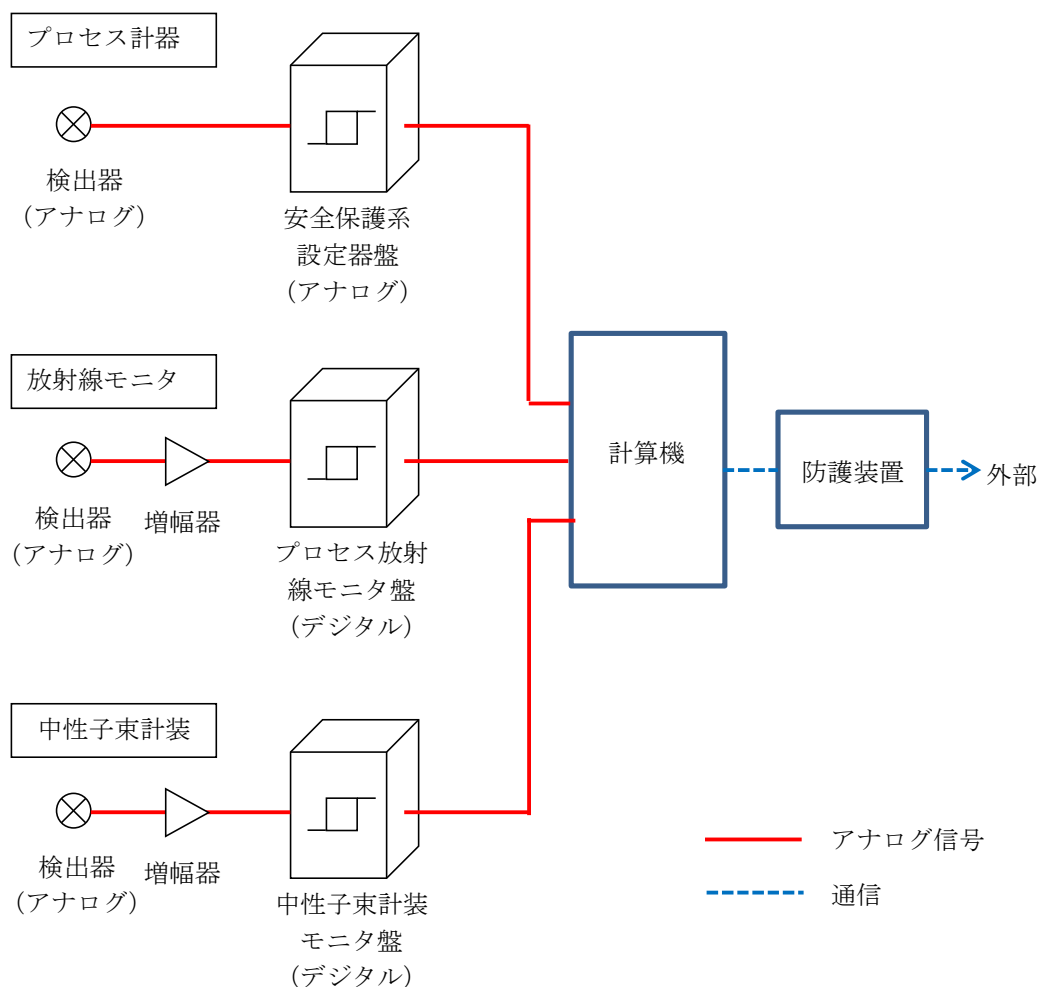 プロセス計器
検出器
（アナログ）
安全保護系
設定器盤
（アナログ）
放射線モニタ
検出器
（アナログ）
増幅器
プロセス放射
線モニタ盤
（デジタル）
計算機
防護装置
外部
中性子束計装
検出器
（アナログ）
増幅器
中性子束計装
モニタ盤
（デジタル）
アナログ信号
通信